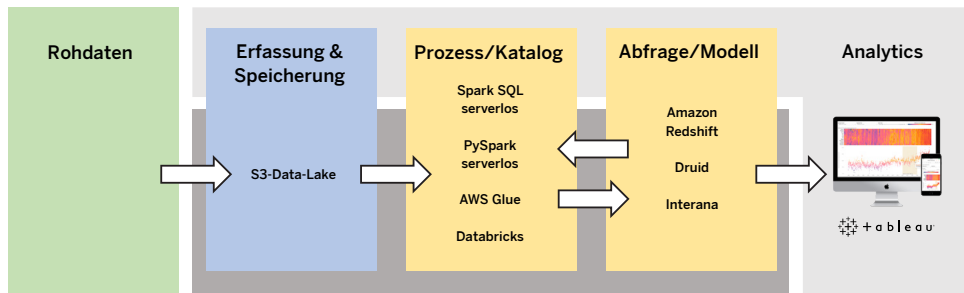 Rohdaten
Erfassung &
Speicherung
S3-Data-Lake
Prozess/Katalog
Spark SQL
serverlos
PySpark
serverlos
AWS Glue
Databricks
Abfrage/Modell
Amazon
Redshift
Druid
Interana
Analytics
+ a b l e a u